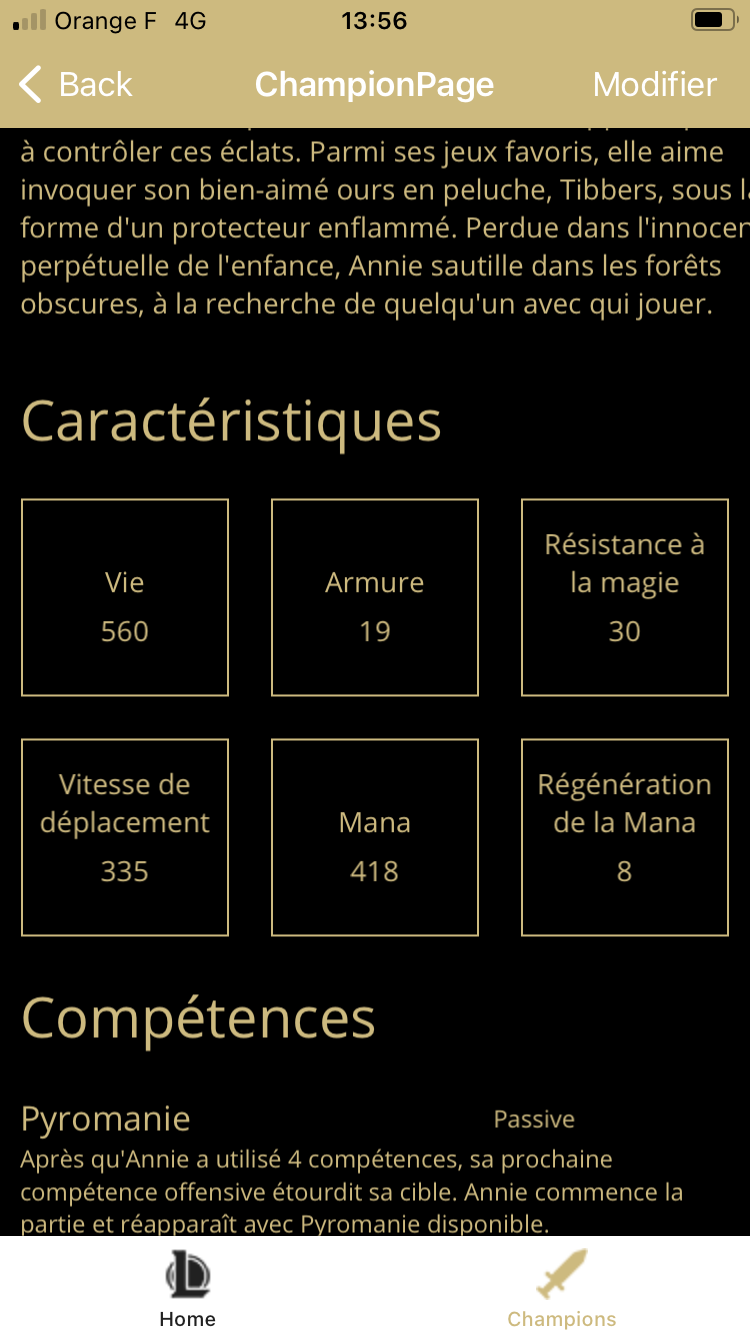 Orange F 4G 13:56
Back ChampionPage Modifier
à contrôler ces éclats. Parmi ses jeux favoris, elle aime
invoquer son bien-aimé ours en peluche, Tibbers, sous
forme d'un protecteur enflammé. Perdue dans l'innocen
perpétuelle de l'enfance, Annie sautille dans les forêts
obscures, à la recherche de quelqu'un avec qui jouer.
Caractéristiques
Vie
560
Armure
19
Résistance à
la magie
30
Vitesse de
déplacement
335
Mana
418
Régénération
de la Mana
8
Compétences
Pyromanie Passive
Après qu'Annie a utilisé 4 compétences, sa prochaine
compétence offensive étourdit sa cible. Annie commence la
partie et réapparaît avec Pyromanie disponible.
Home Champions